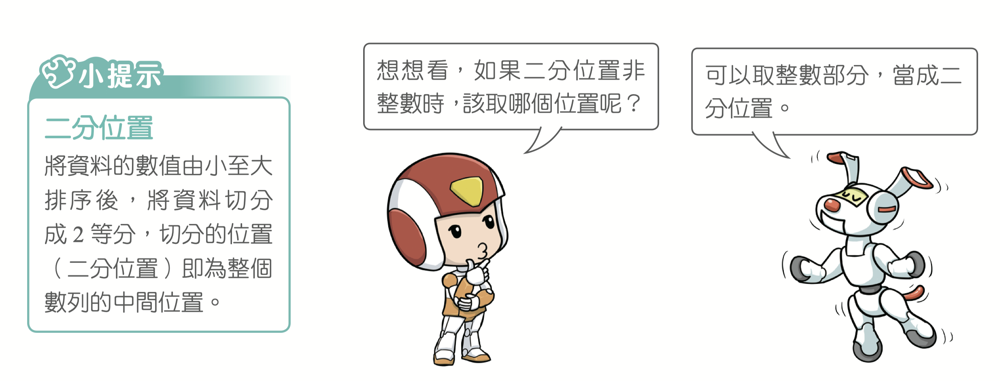 小提示
二分位置
將資料的數值由小至大
排序後，將資料切分
成2等分，切分的位置
（二分位置）即為整個
數列的中間位置。
想想看，如果二分位置非
整數時，該取哪個位置呢？
可以取整數部分，當成二
分位置。